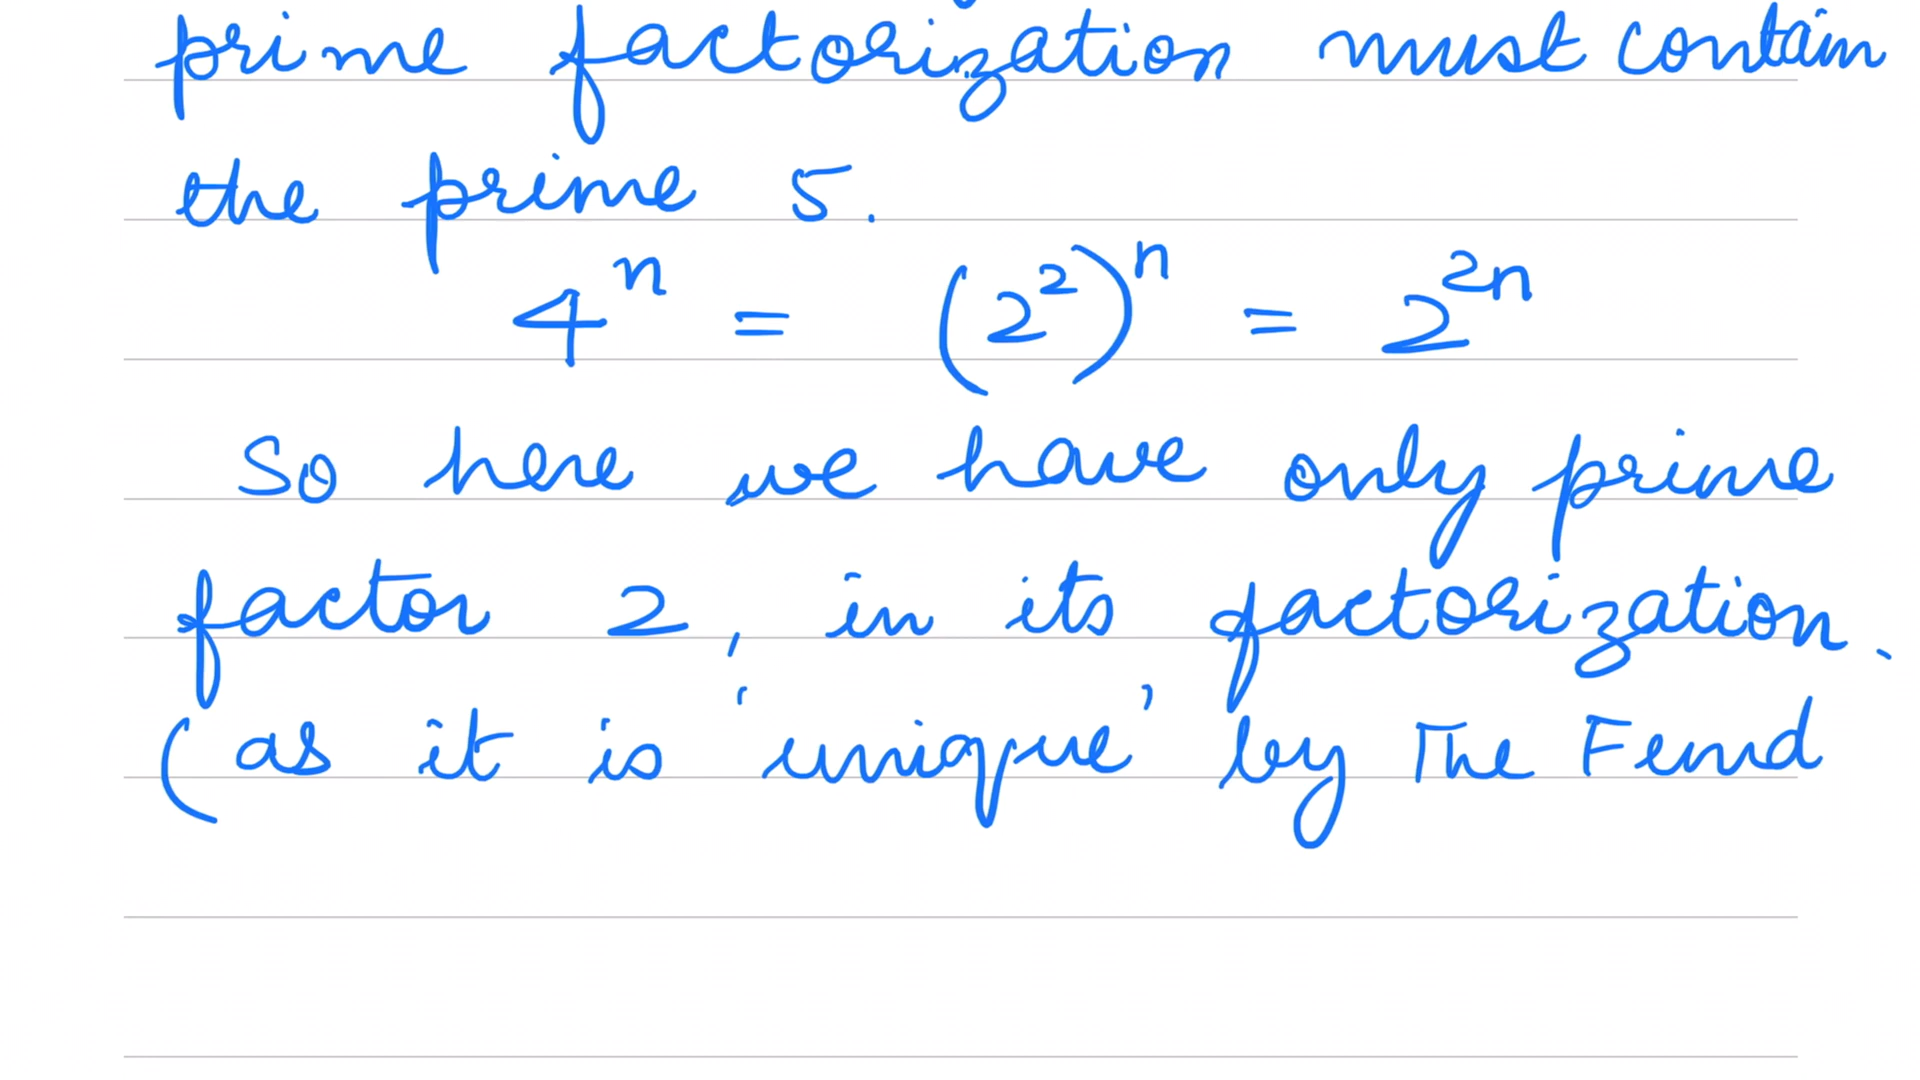 prime factorization must contain
the prime 5.
4^n = (2^2)^n = 2^{2n}
So here we have only prime
factor 2, in its factorization.
(as it is 'unique' by The Fund